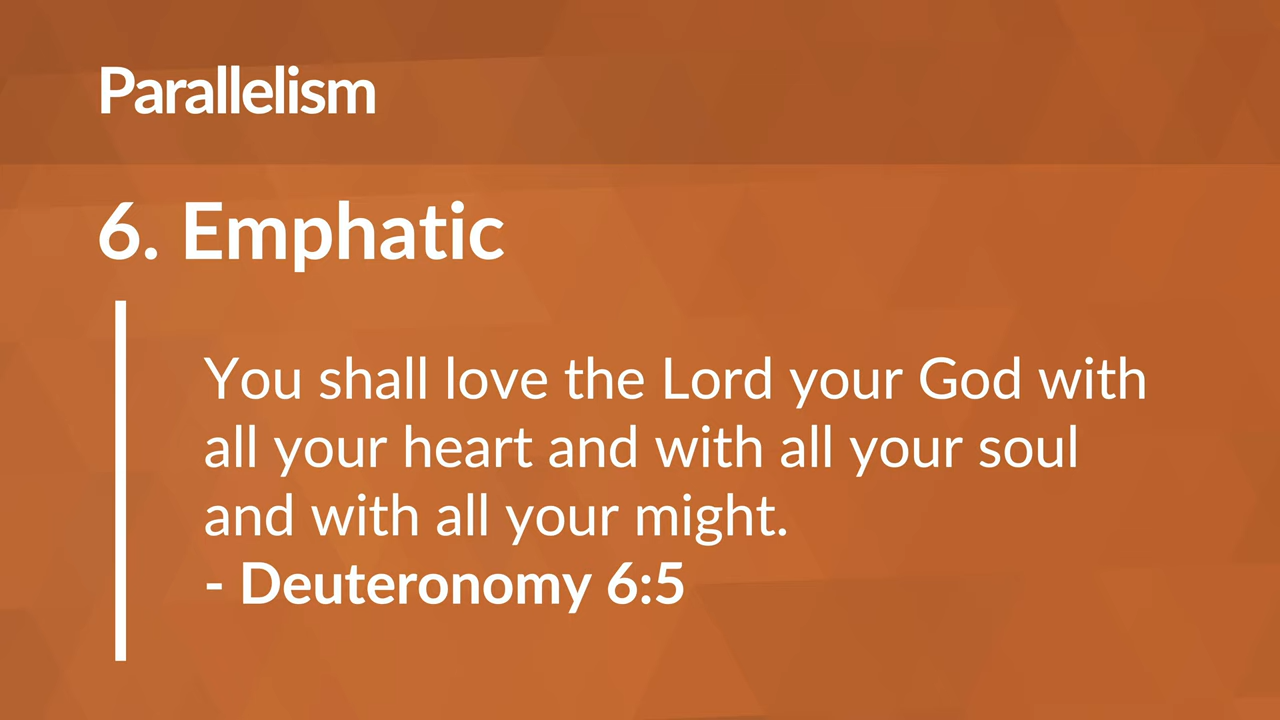 Parallelism
6. Emphatic
You shall love the Lord your God with
all your heart and with all your soul
and with all your might.
- Deuteronomy 6:5